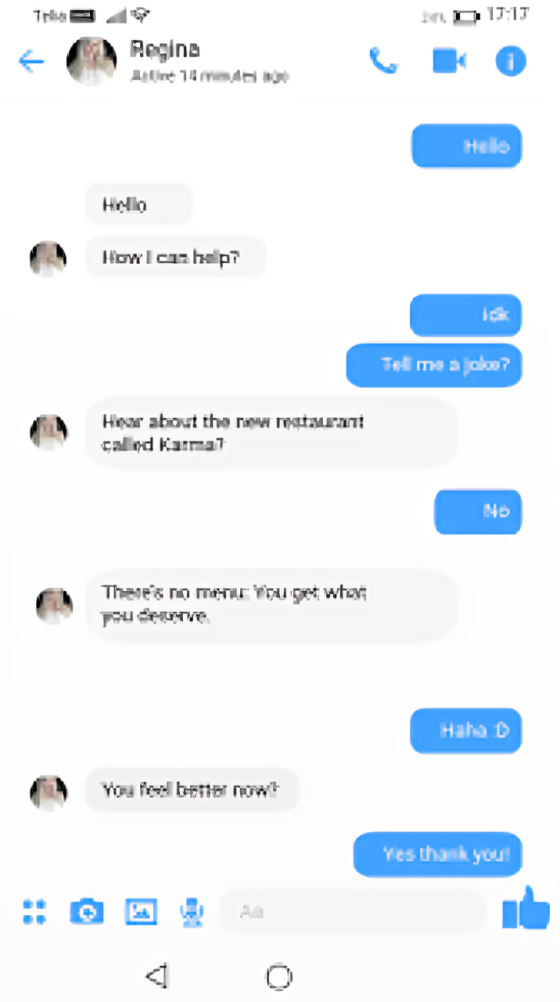 Telia 17:17
Regina
Active 14 minutes ago
Hello
Hello
How I can help?
idk
Tell me a joke?
Hear about the new restaurant
called Karma?
No
There's no menu: You get what
you deserve.
Haha :D
You feel better now?
Yes thank you!
Aa